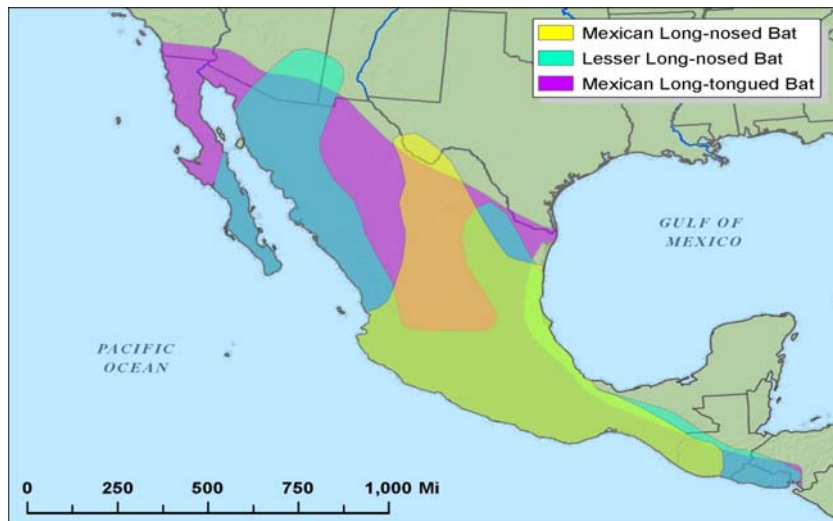 Mexican Long-nosed Bat
Lesser Long-nosed Bat
Mexican Long-tongued Bat
GULF OF
MEXICO
PACIFIC
OCEAN
0 250 500 750 1,000 Mi